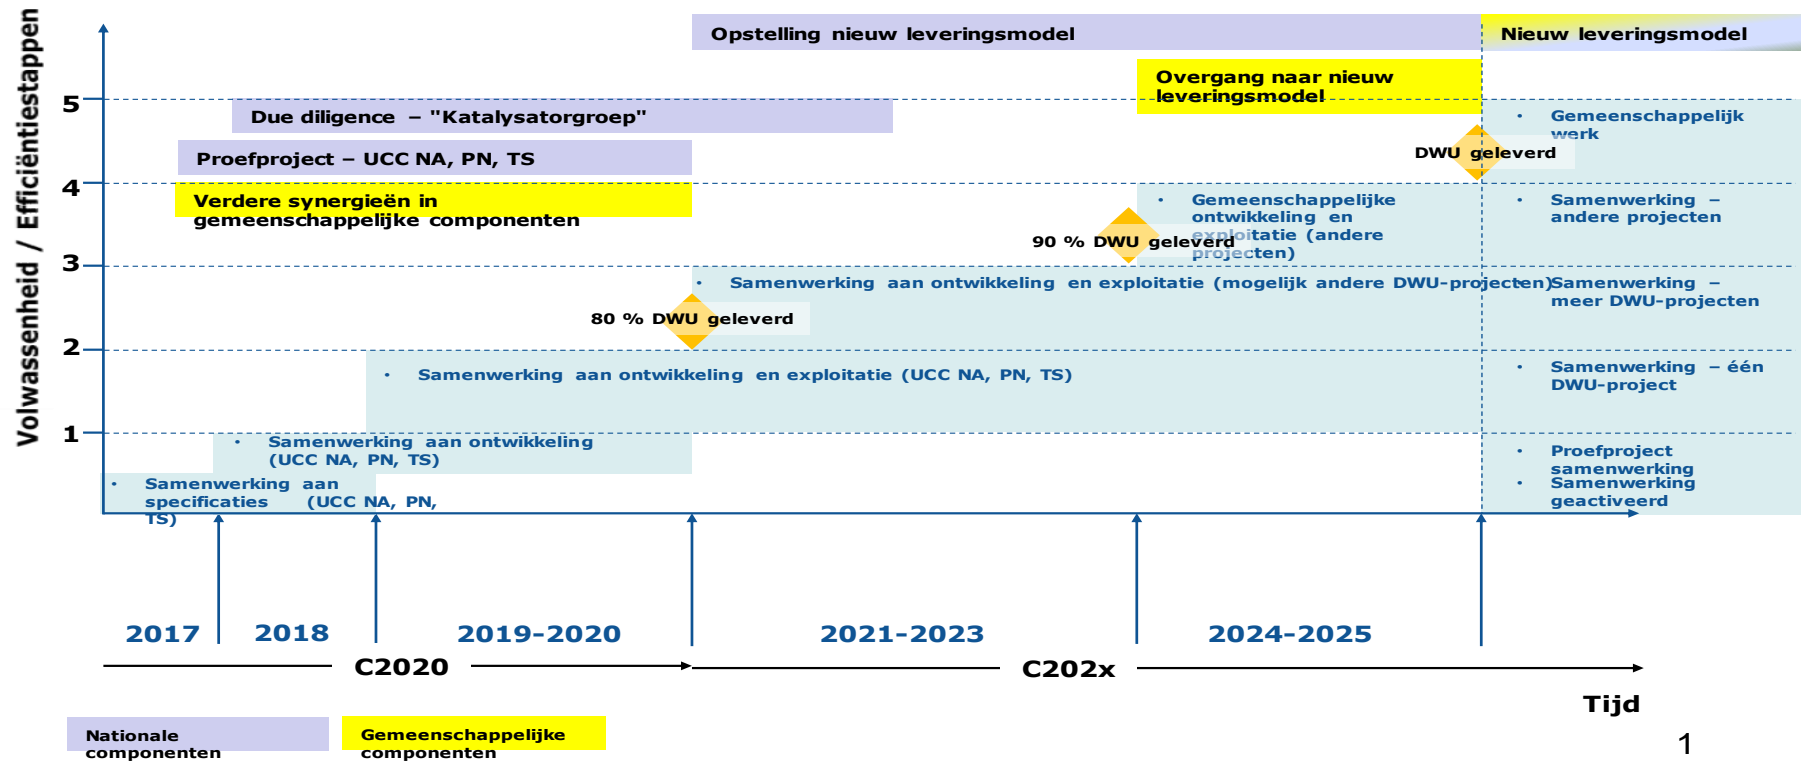 Volwassenheid / Efficiëntiestappen
Opstelling nieuw leveringsmodel
Nieuw leveringsmodel
Overgang naar nieuw
leveringsmodel
5
Due diligence – "Katalysatorgroep"
• Gemeenschappelijk
werk
Proefproject – UCC NA, PN, TS
DWU geleverd
4
Verdere synergieën in
gemeenschappelijke componenten
• Gemeenschappelijke
ontwikkeling en
exploitatie (andere
projecten)
• Samenwerking –
andere projecten
90 % DWU geleverd
3
• Samenwerking aan ontwikkeling en exploitatie (mogelijk andere DWU-projecten)
• Samenwerking –
meer DWU-projecten
80 % DWU geleverd
2
• Samenwerking aan ontwikkeling en exploitatie (UCC NA, PN, TS)
• Samenwerking – één
DWU-project
1
• Samenwerking aan ontwikkeling
(UCC NA, PN, TS)
• Proefproject
samenwerking
• Samenwerking
geactiveerd
• Samenwerking aan
specificaties (UCC NA, PN,
TS)
2017
2018
2019-2020
2021-2023
2024-2025
C2020
C202x
Tijd
Nationale
componenten
Gemeenschappelijke
componenten
1